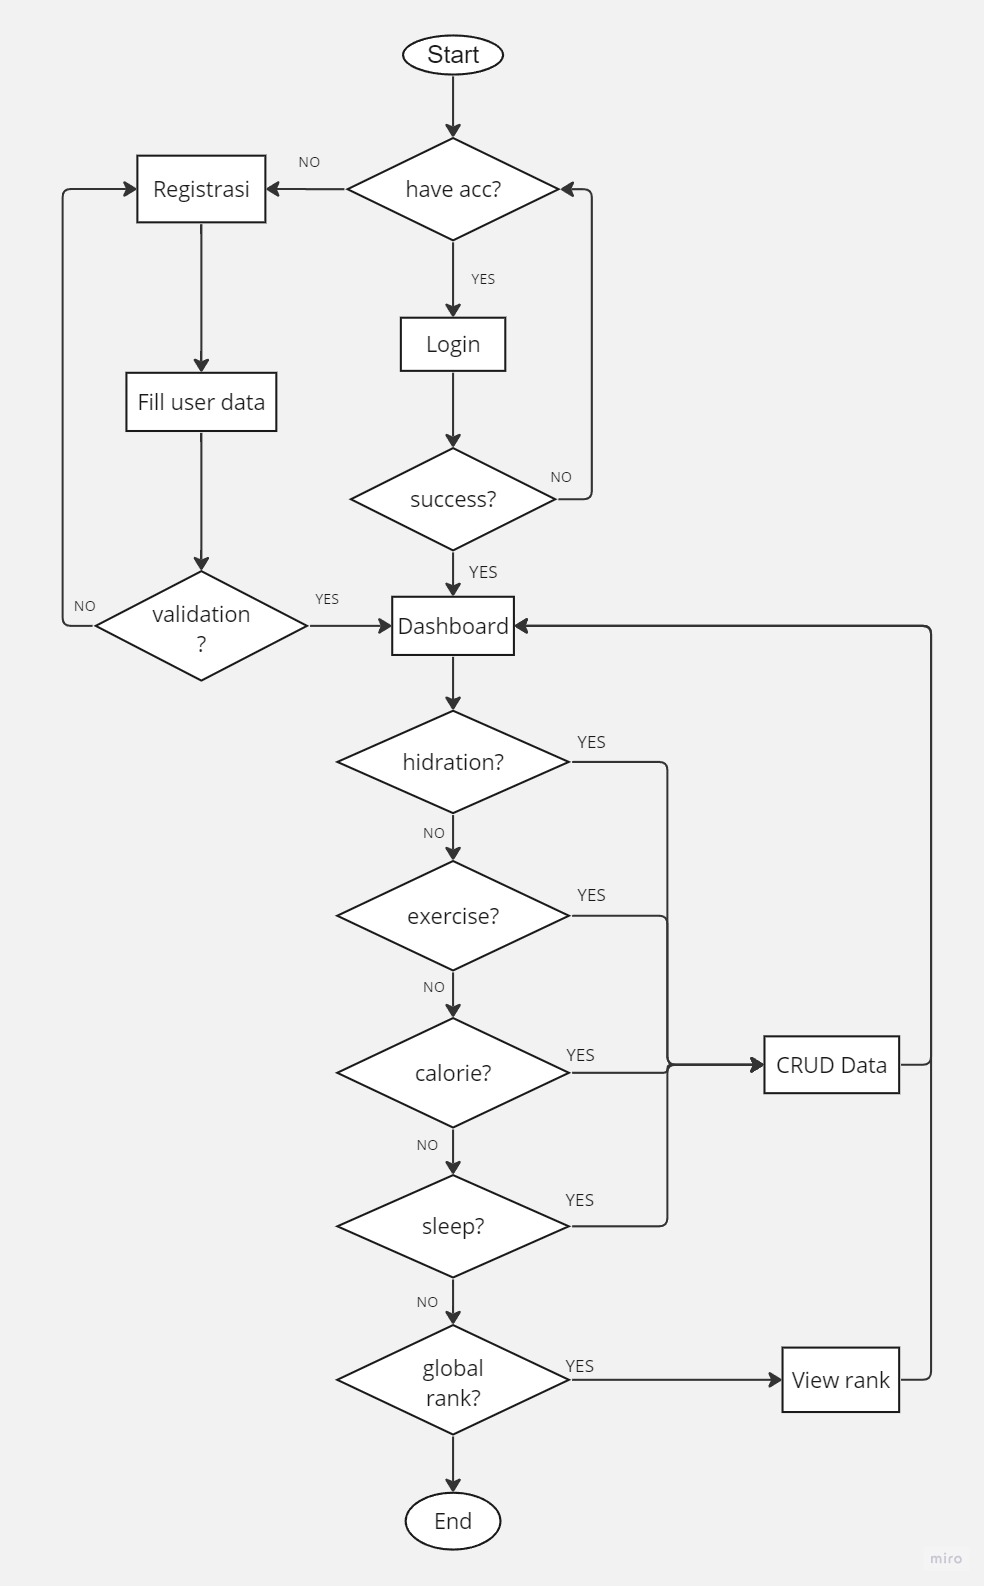 Start
NO
Registrasi
have acc?
YES
Login
Fill user data
NO
success?
YES
NO
YES
validation
?
Dashboard
YES
hidration?
NO
YES
exercise?
NO
YES
calorie?
CRUD Data
NO
YES
sleep?
NO
YES
global
rank?
View rank
End
miro